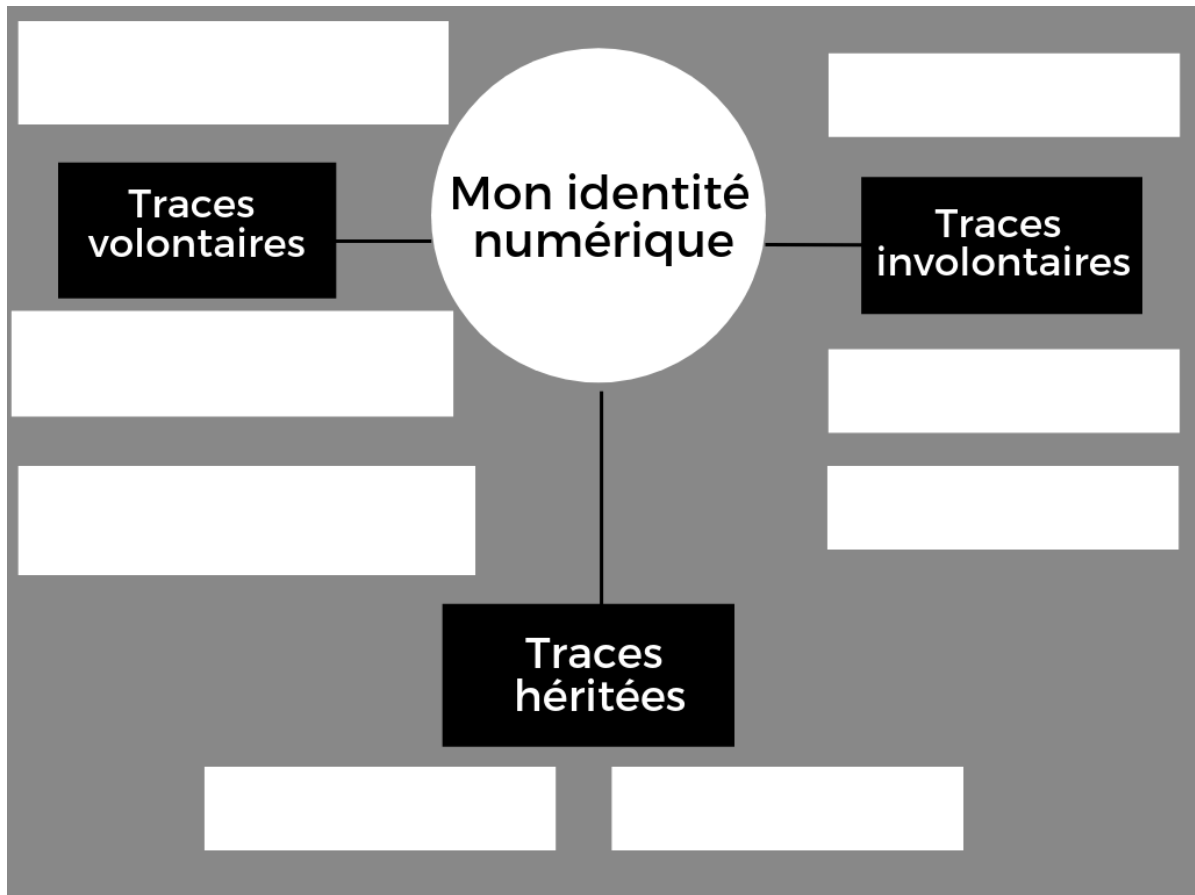 Mon identité
numérique
Traces
volontaires
Traces
involontaires
Traces
héritées